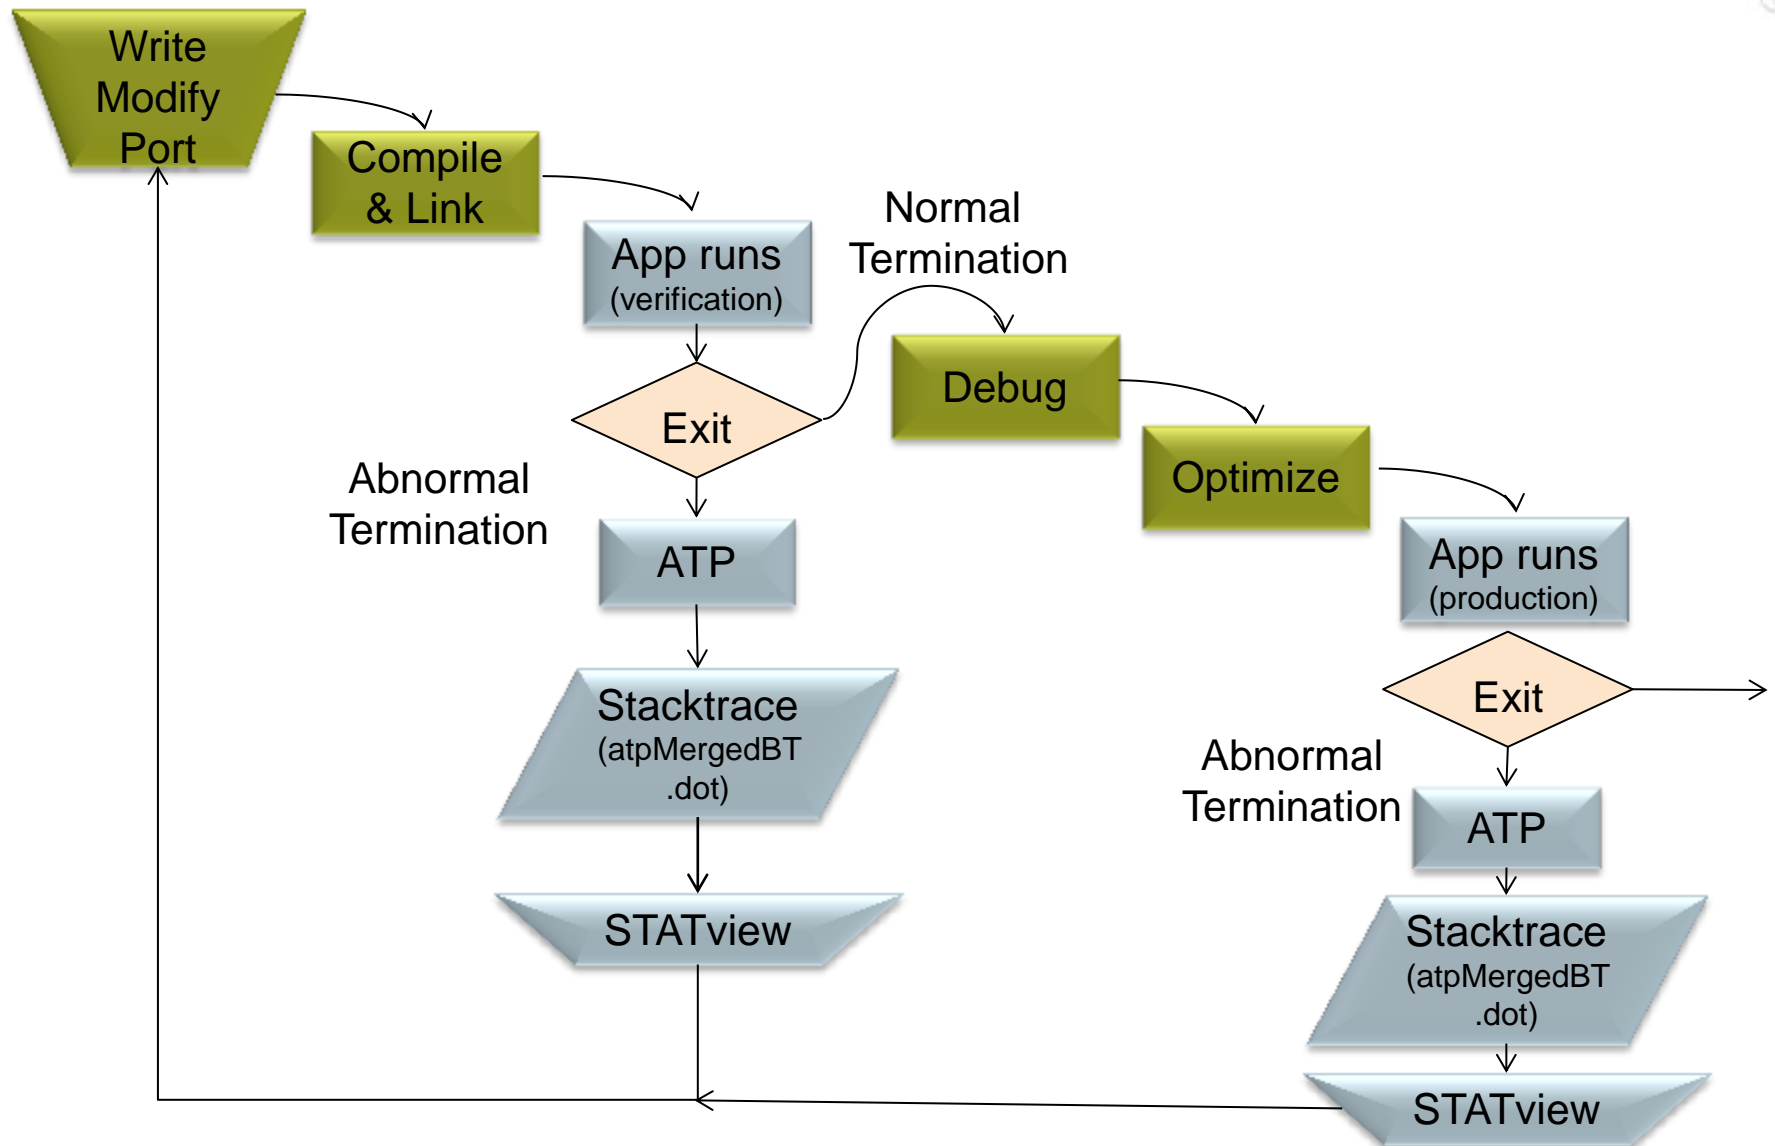 Write
Modify
Port
Compile
& Link
App runs
(verification)
Normal
Termination
Exit
Debug
Abnormal
Termination
Optimize
ATP
App runs
(production)
Stacktrace
(atpMergedBT
.dot)
Exit
Abnormal
Termination
ATP
STATview
Stacktrace
(atpMergedBT
.dot)
STATview